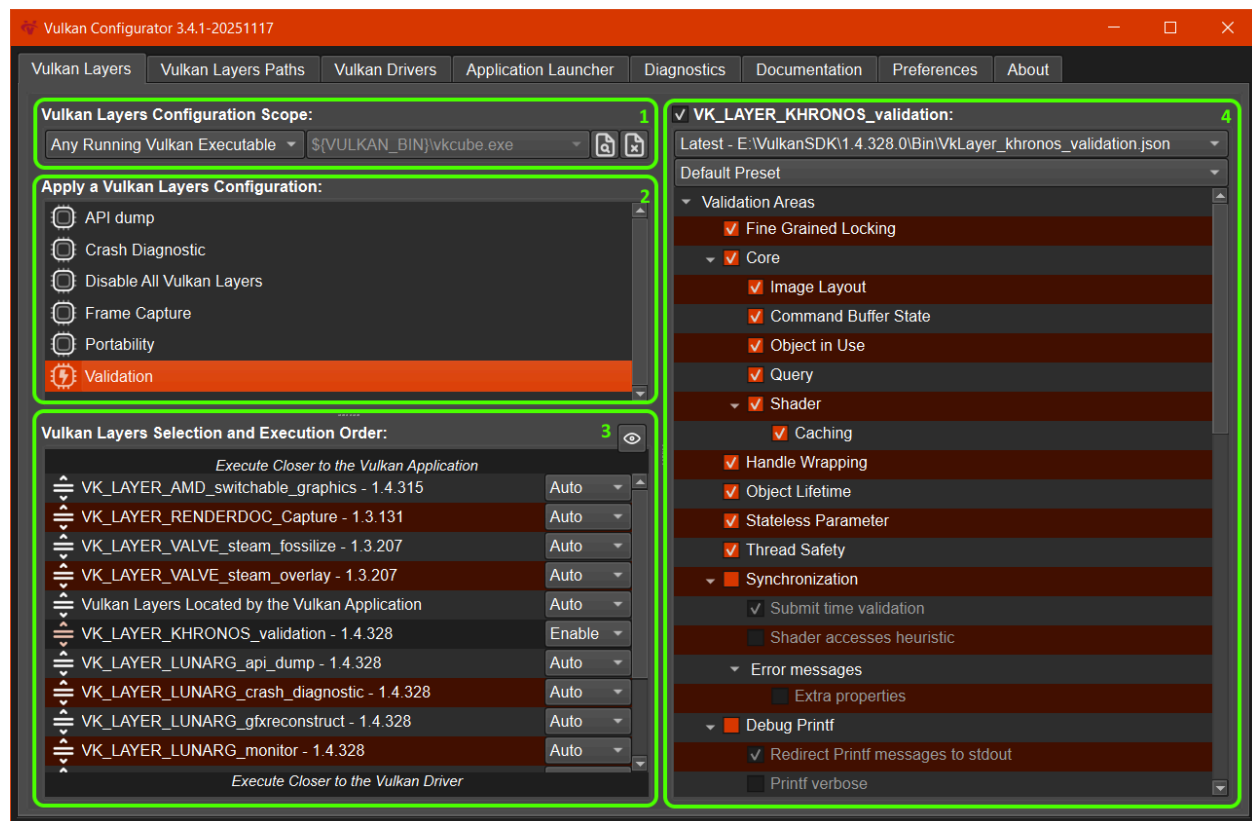 Vulkan Configurator 3.4.1-20251117
Vulkan Layers Vulkan Layers Paths Vulkan Drivers Application Launcher Diagnostics Documentation Preferences About
Vulkan Layers Configuration Scope: 1
Any Running Vulkan Executable ${VULKAN_BIN}\vkcube.exe
Apply a Vulkan Layers Configuration: 2
API dump
Crash Diagnostic
Disable All Vulkan Layers
Frame Capture
Portability
Validation
Vulkan Layers Selection and Execution Order: 3
Execute Closer to the Vulkan Application
VK_LAYER_AMD_switchable_graphics - 1.4.315 Auto
VK_LAYER_RENDERDOC_Capture - 1.3.131 Auto
VK_LAYER_VALVE_steam_fossilize - 1.3.207 Auto
VK_LAYER_VALVE_steam_overlay - 1.3.207 Auto
Vulkan Layers Located by the Vulkan Application Auto
VK_LAYER_KHRONOS_validation - 1.4.328 Enable
VK_LAYER_LUNARG_api_dump - 1.4.328 Auto
VK_LAYER_LUNARG_crash_diagnostic - 1.4.328 Auto
VK_LAYER_LUNARG_gfxreconstruct - 1.4.328 Auto
VK_LAYER_LUNARG_monitor - 1.4.328 Auto
Execute Closer to the Vulkan Driver
VK_LAYER_KHRONOS_validation: 4
Latest - E:\VulkanSDK\1.4.328.0\Bin\VkLayer_khronos_validation.json
Default Preset
Validation Areas
Fine Grained Locking
Core
Image Layout
Command Buffer State
Object in Use
Query
Shader
Caching
Handle Wrapping
Object Lifetime
Stateless Parameter
Thread Safety
Synchronization
Submit time validation
Shader accesses heuristic
Error messages
Extra properties
Debug Printf
Redirect Printf messages to stdout
Printf verbose